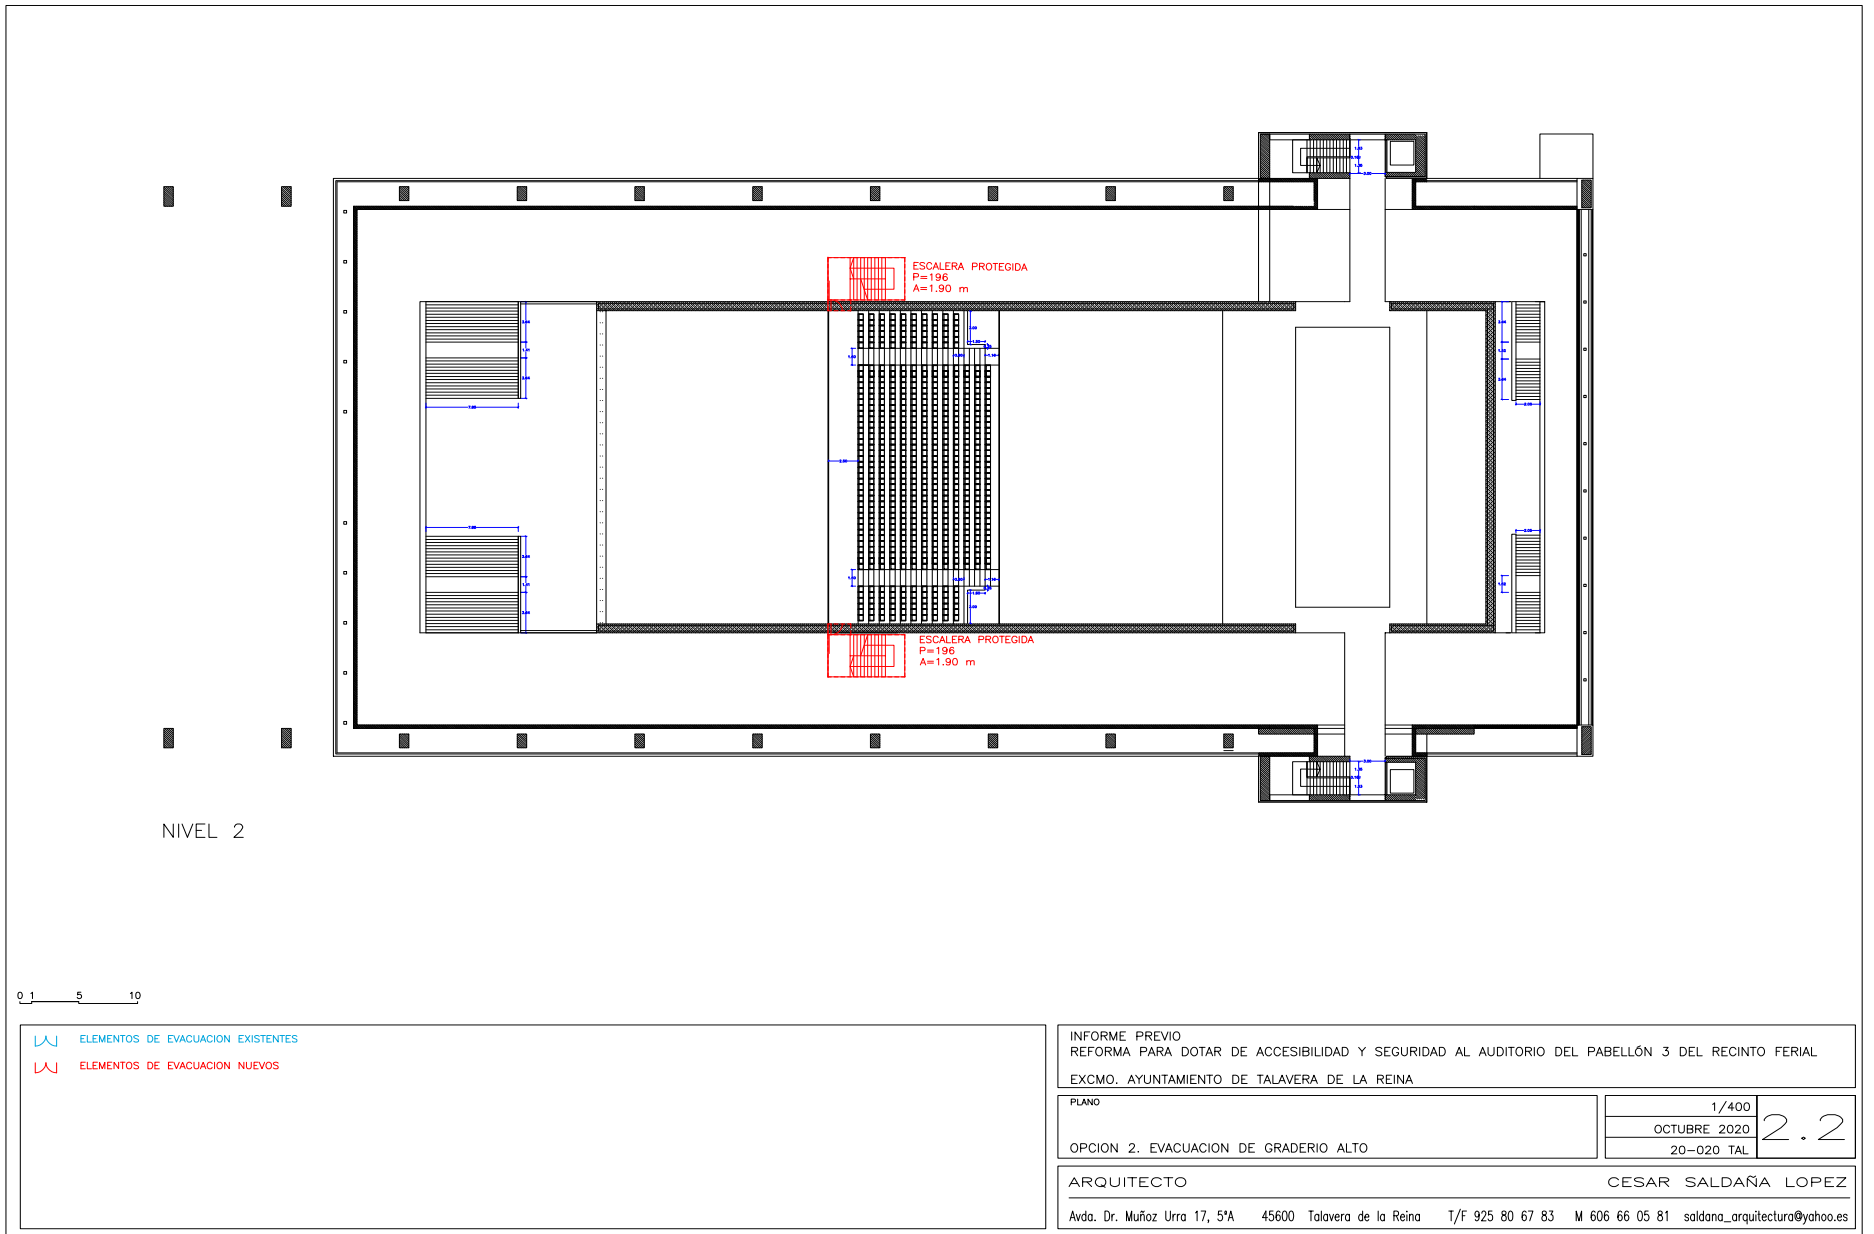 ESCALERA PROTEGIDA
P=196
A=1.90 m
ESCALERA PROTEGIDA
P=196
A=1.90 m
NIVEL 2
0 1 5 10
ELEMENTOS DE EVACUACION EXISTENTES
ELEMENTOS DE EVACUACION NUEVOS
INFORME PREVIO
REFORMA PARA DOTAR DE ACCESIBILIDAD Y SEGURIDAD AL AUDITORIO DEL PABELLÓN 3 DEL RECINTO FERIAL
EXCMO. AYUNTAMIENTO DE TALAVERA DE LA REINA
PLANO
OPCION 2. EVACUACION DE GRADERIO ALTO
1/400
OCTUBRE 2020
20-020 TAL
2.2
ARQUITECTO CESAR SALDAÑA LOPEZ
Avda. Dr. Muñoz Urra 17, 5ªA 45600 Talavera de la Reina T/F 925 80 67 83 M 606 66 05 81 saldana_arquitectura@yahoo.es